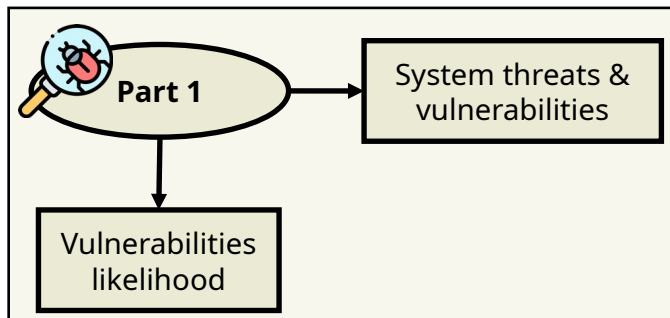 Part 1
System threats &
vulnerabilities
Vulnerabilities
likelihood